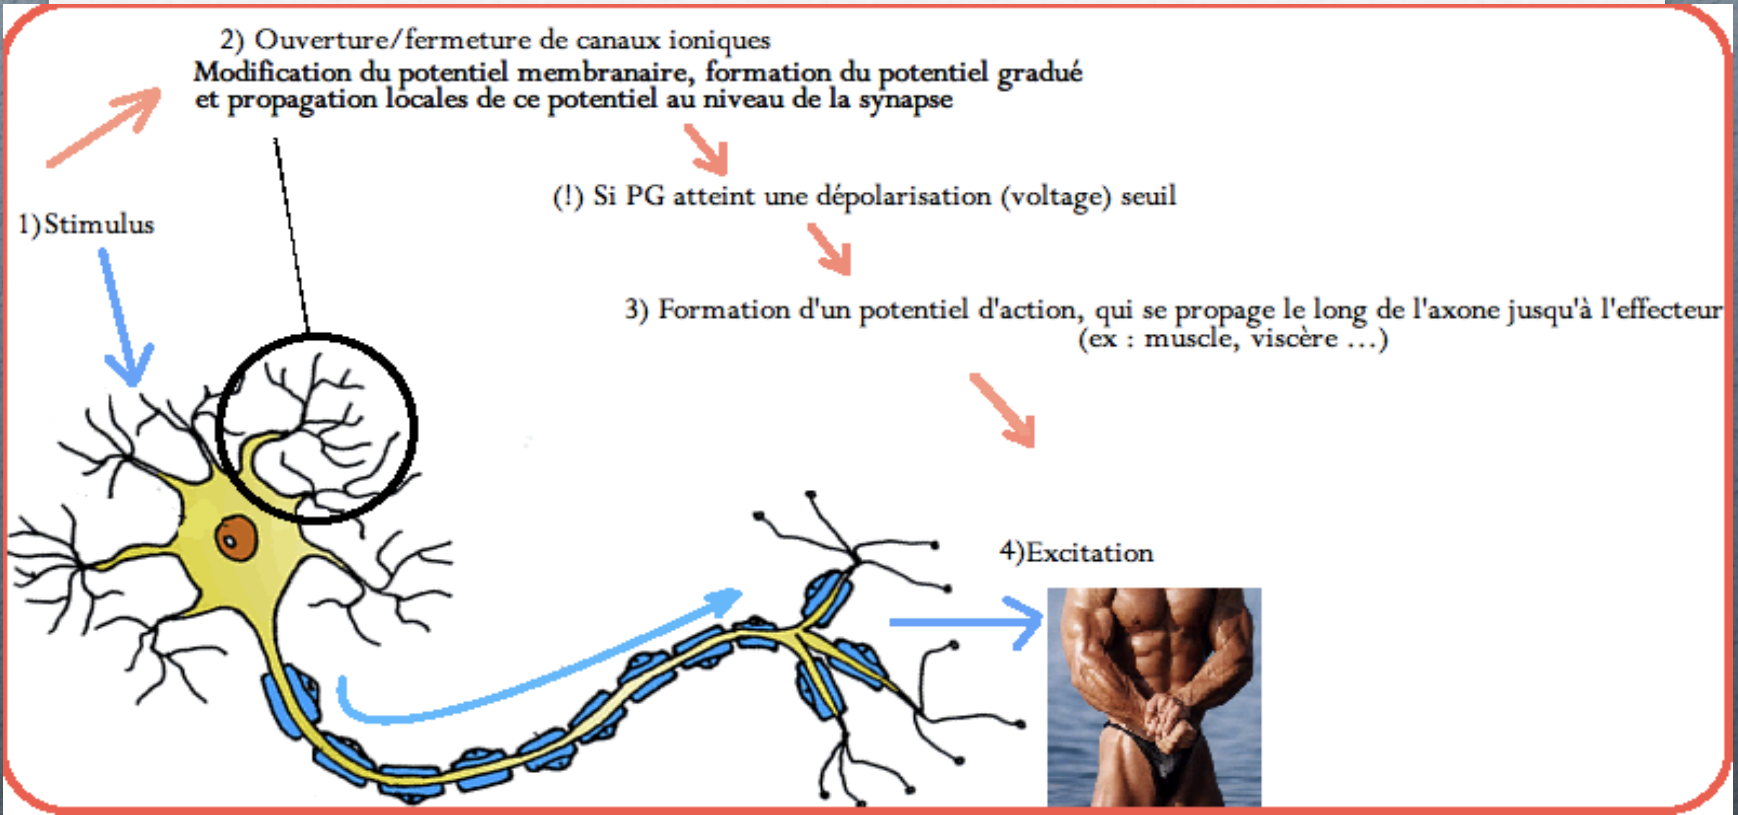 2) Ouverture/fermeture de canaux ioniques
Modification du potentiel membranaire, formation du potentiel gradué
et propagation locales de ce potentiel au niveau de la synapse
(!) Si PG atteint une dépolarisation (voltage) seuil
1)Stimulus
3) Formation d'un potentiel d'action, qui se propage le long de l'axone jusqu'à l'effecteur
(ex : muscle, viscère ...)
4)Excitation